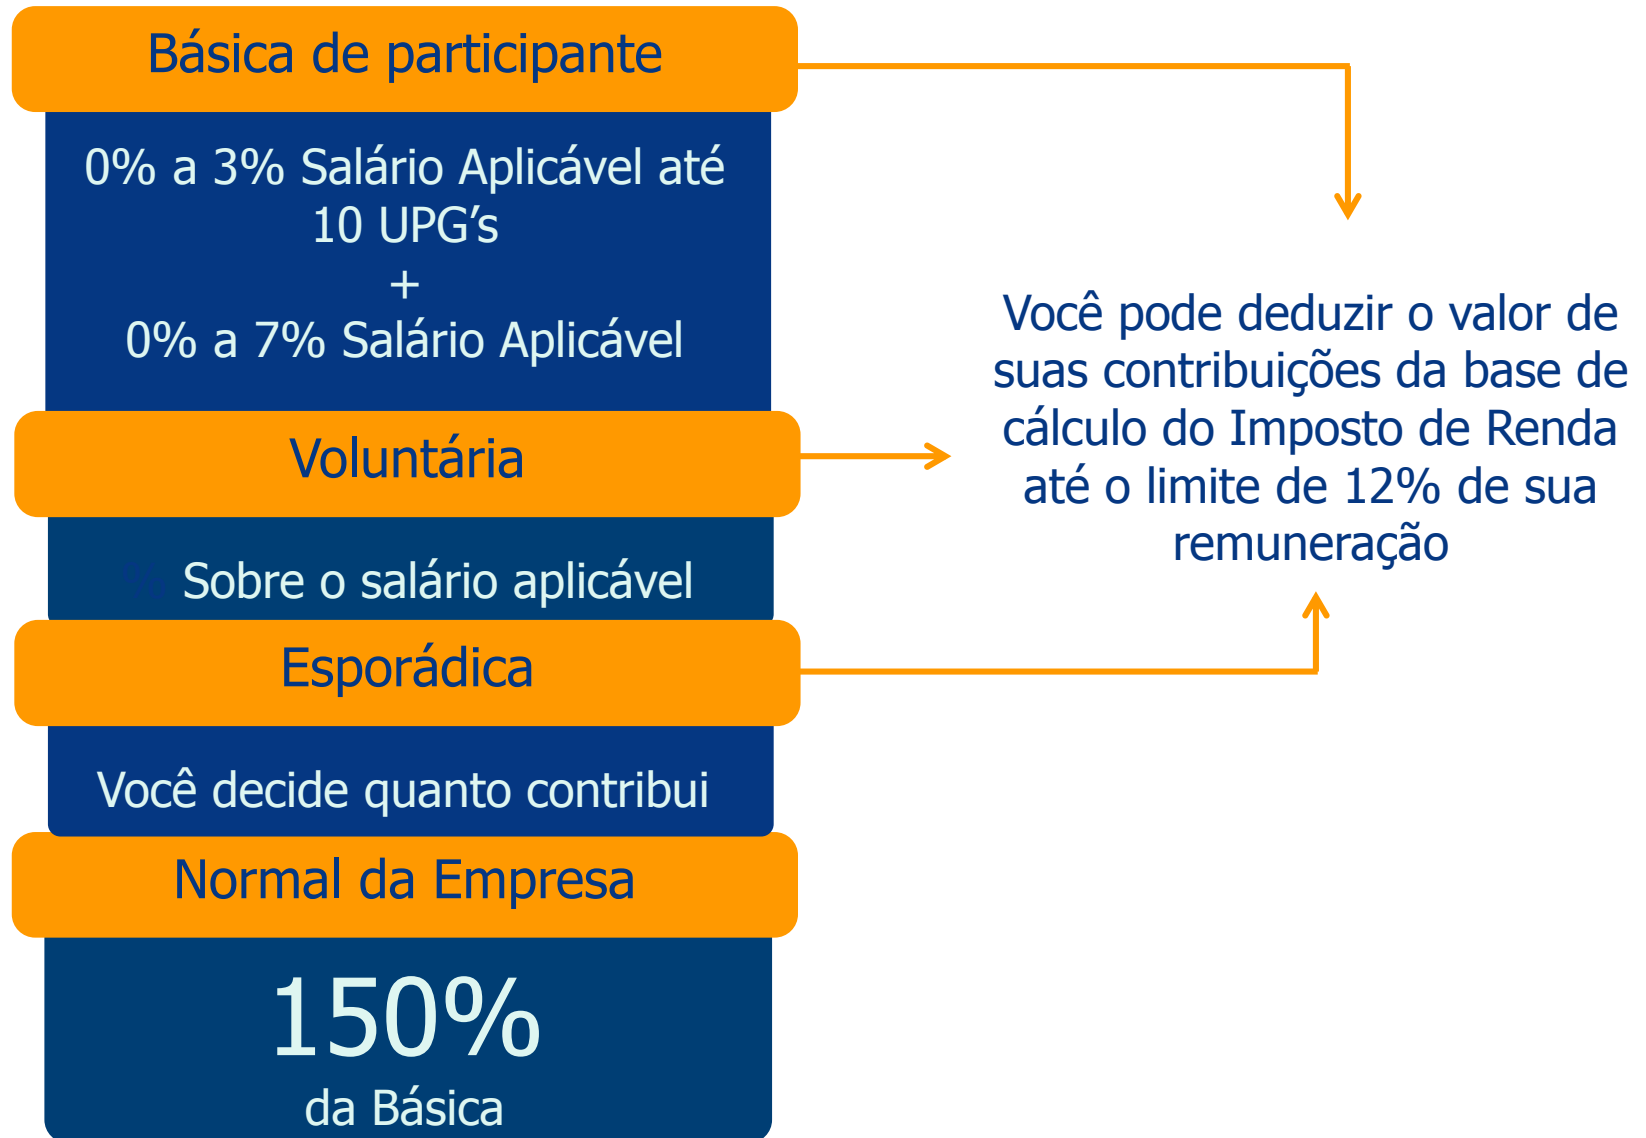 Básica de participante
0% a 3% Salário Aplicável até
10 UPG’s
+
0% a 7% Salário Aplicável
Voluntária
% Sobre o salário aplicável
Esporádica
Você decide quanto contribui
Normal da Empresa
150%
da Básica
Você pode deduzir o valor de
suas contribuições da base de
cálculo do Imposto de Renda
até o limite de 12% de sua
remuneração